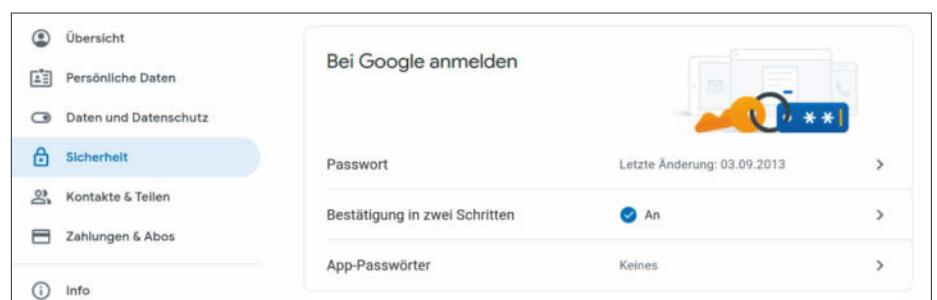 Übersicht
Persönliche Daten
Daten und Datenschutz
Sicherheit
Kontakte & Teilen
Zahlungen & Abos
Info
Bei Google anmelden
**
Passwort Letzte Änderung: 03.09.2013
Bestätigung in zwei Schritten An
App-Passwörter Keines